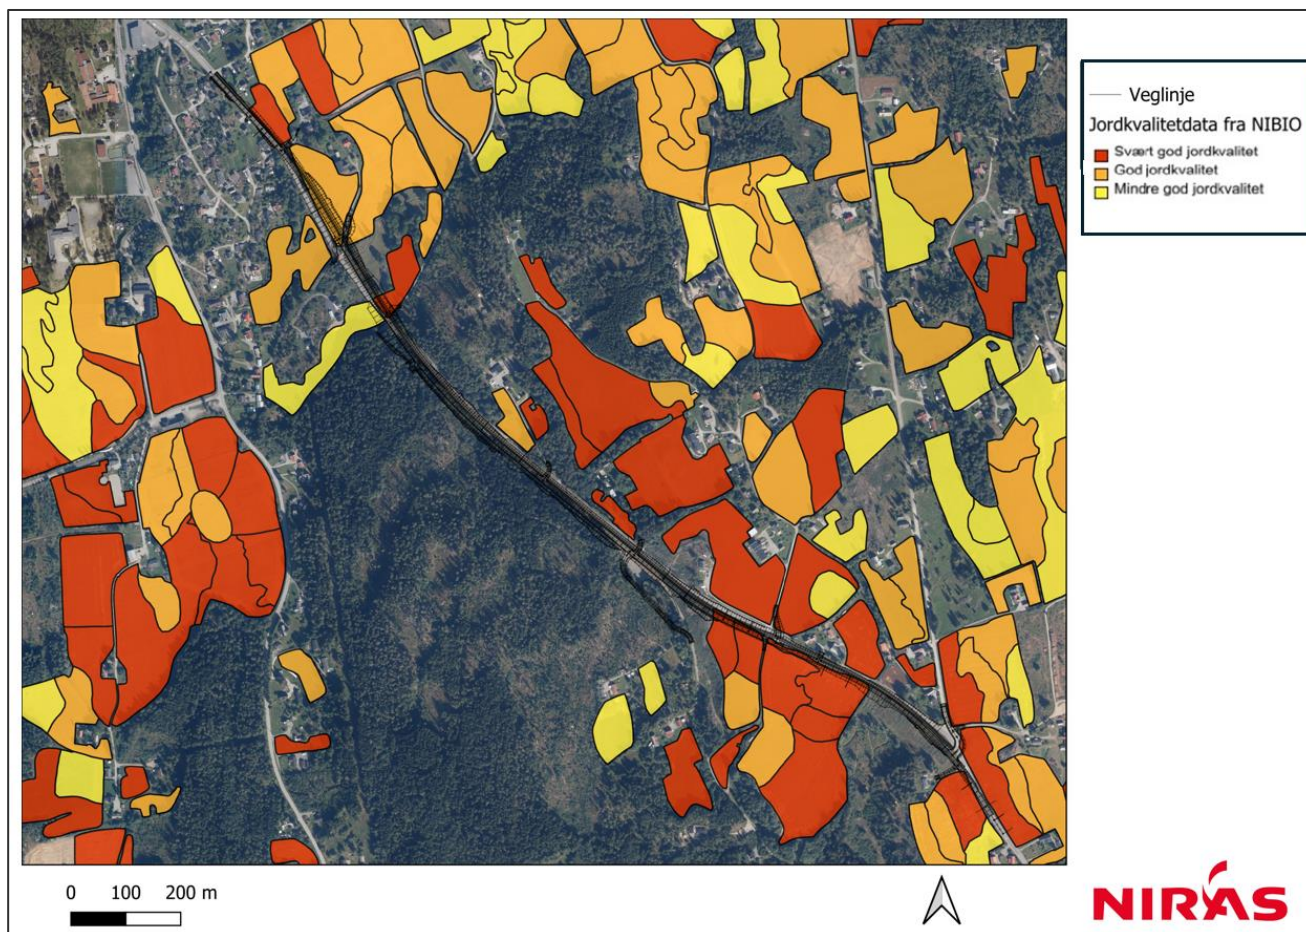 Veglinje
Jordkvalitetdata fra NIBIO
Svært god jordkvalitet
God jordkvalitet
Mindre god jordkvalitet
0 100 200 m
NIRAS